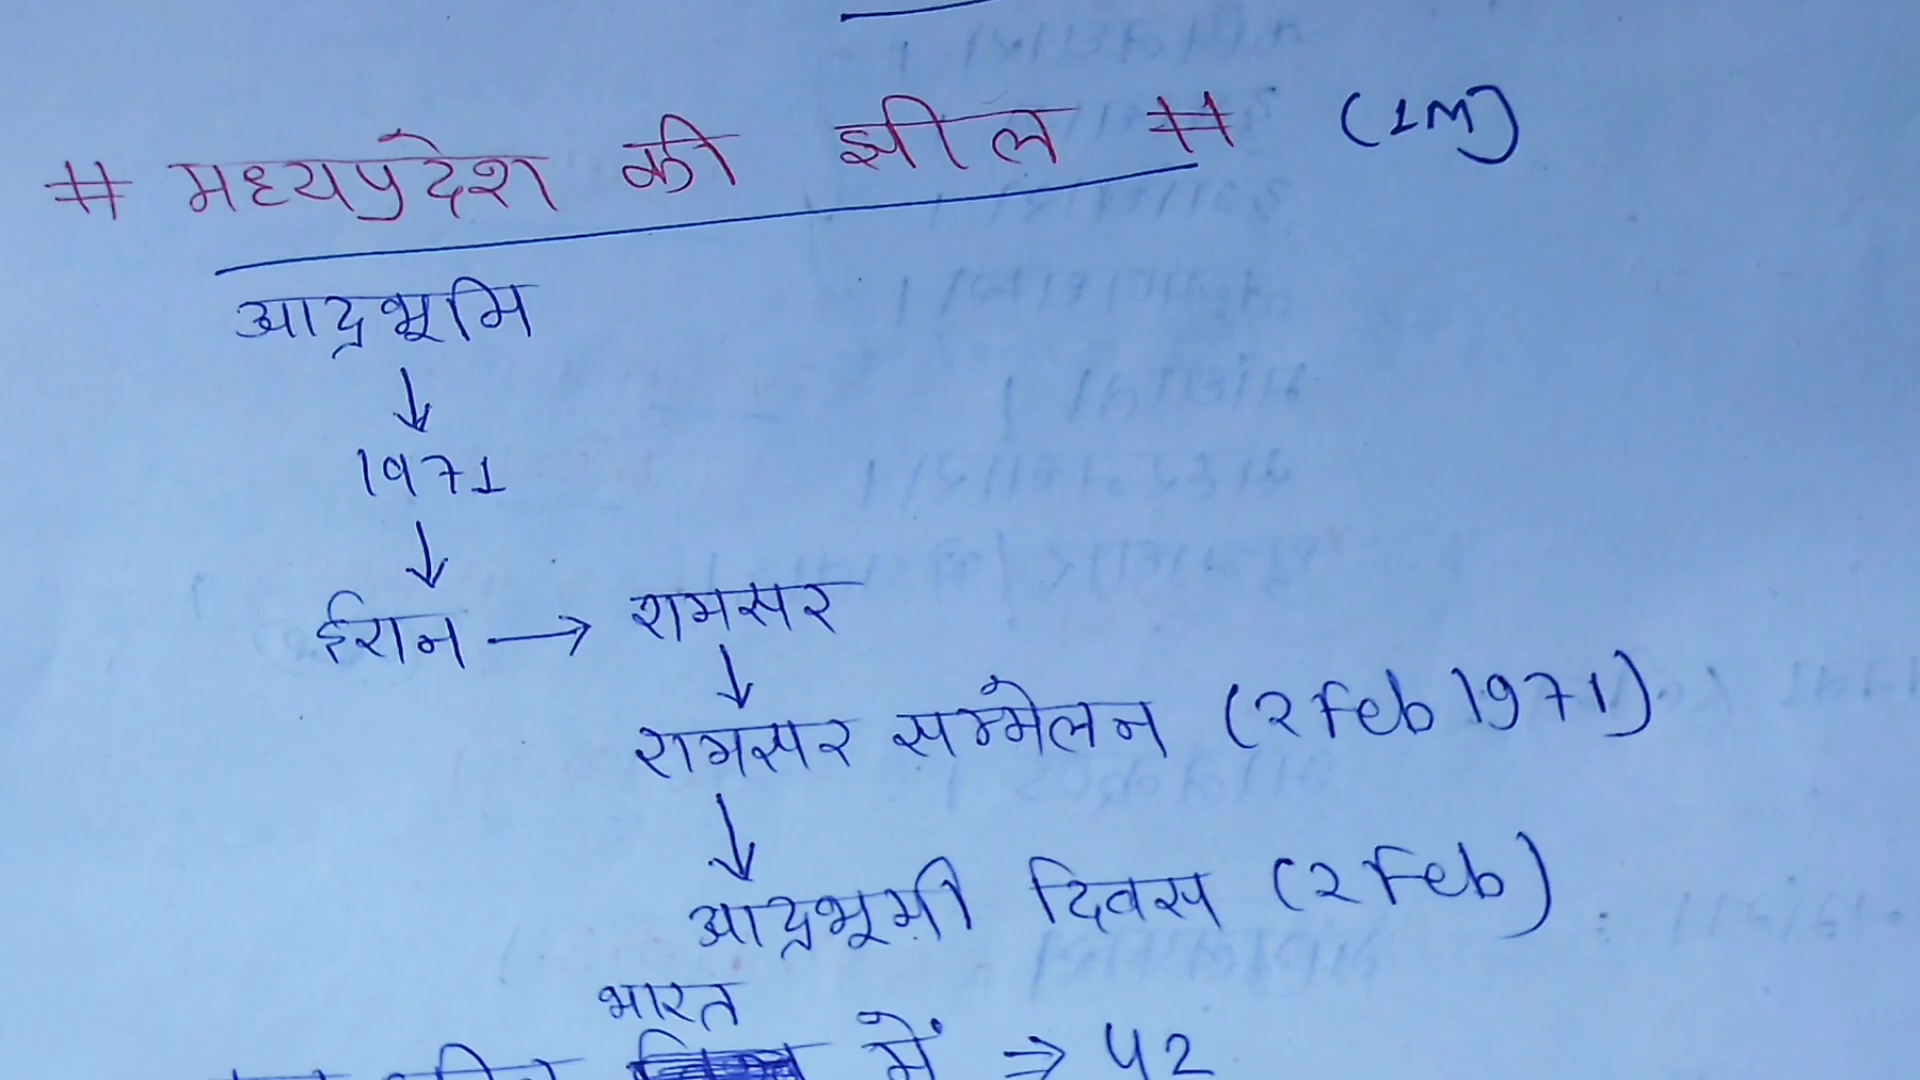 # मध्यप्रदेश की झील # (1M)
आद्रभूमि
↓
1971
↓
ईरान → रामसर
↓
रामसर सम्मेलन (2 Feb 1971)
↓
आद्रभूमी दिवस (2 Feb)
भारत
में ⇒ 42